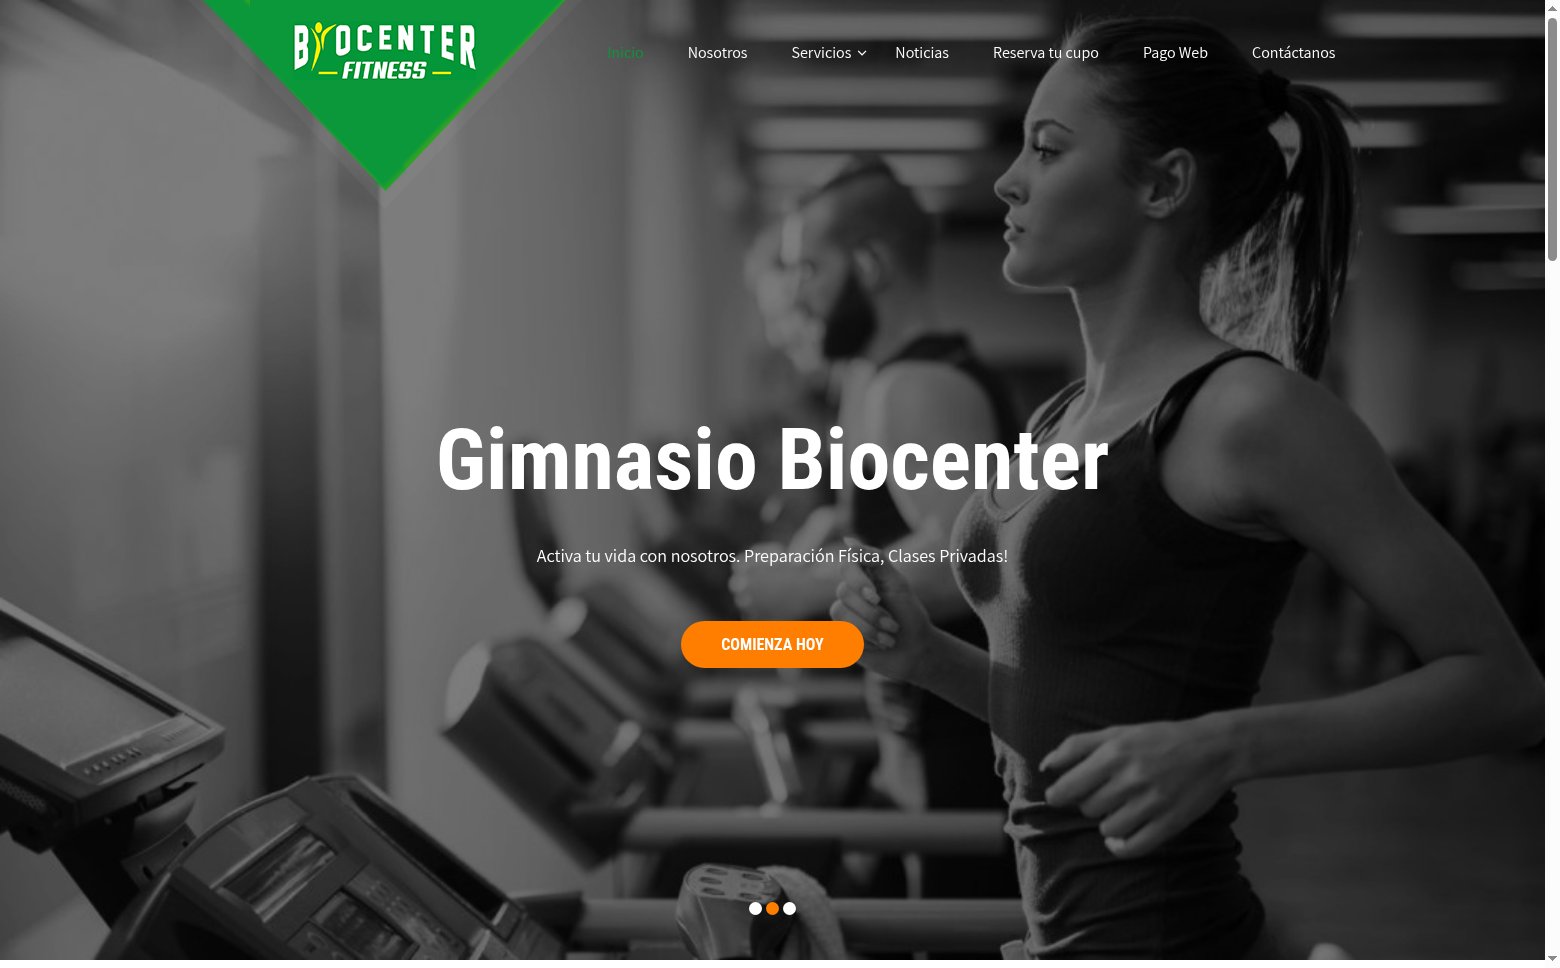 BIOCENTER
FITNESS
Inicio
Nosotros
Servicios
Noticias
Reserva tu cupo
Pago Web
Contáctanos
Gimnasio Biocenter
Activa tu vida con nosotros. Preparación Física, Clases Privadas!
COMIENZA HOY